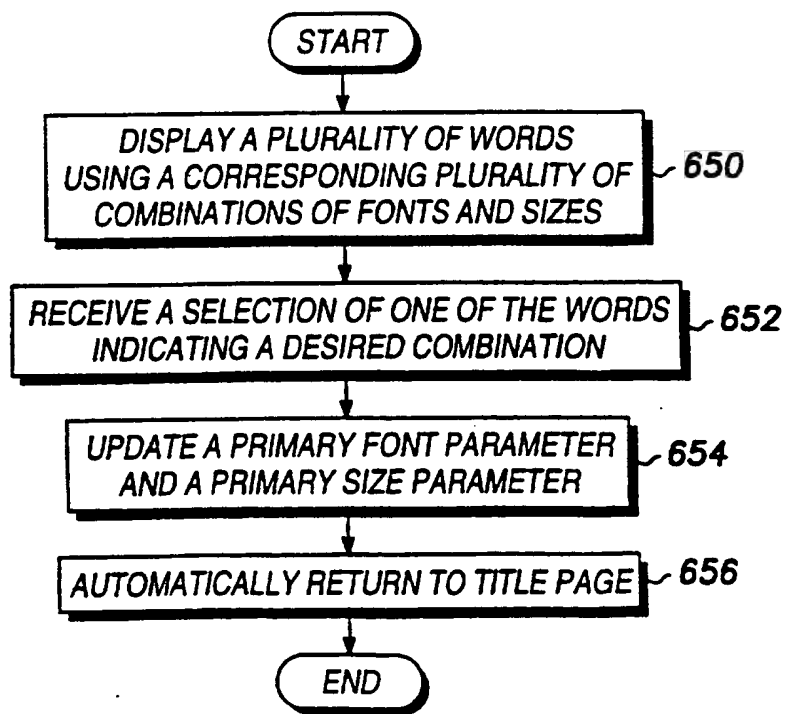 START
DISPLAY A PLURALITY OF WORDS
USING A CORRESPONDING PLURALITY OF
COMBINATIONS OF FONTS AND SIZES
650
RECEIVE A SELECTION OF ONE OF THE WORDS
INDICATING A DESIRED COMBINATION
652
UPDATE A PRIMARY FONT PARAMETER
AND A PRIMARY SIZE PARAMETER
654
AUTOMATICALLY RETURN TO TITLE PAGE
656
END